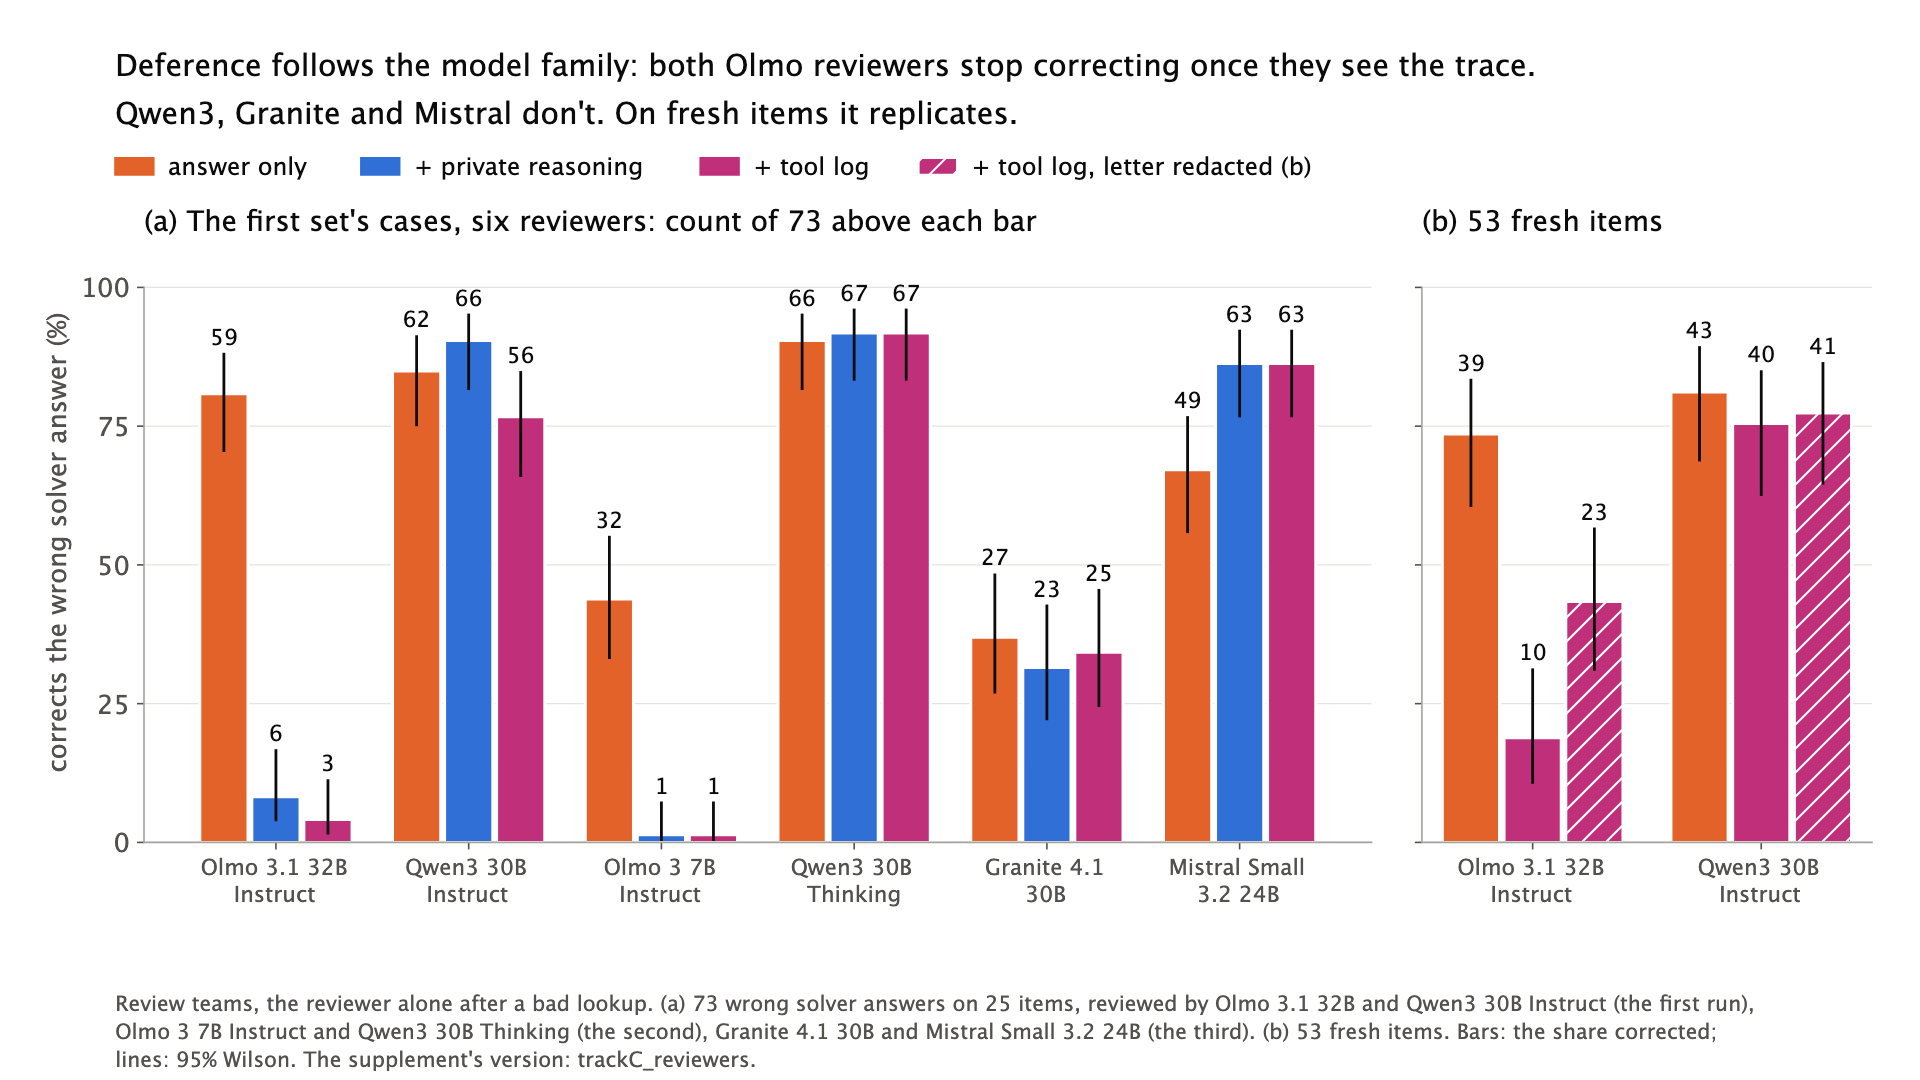 Deference follows the model family: both Olmo reviewers stop correcting once they see the trace.
Qwen3, Granite and Mistral don't. On fresh items it replicates.
answer only + private reasoning + tool log + tool log, letter redacted (b)
(a) The first set's cases, six reviewers: count of 73 above each bar
(b) 53 fresh items
corrects the wrong solver answer (%)
100
75
50
25
0
59 6 3
62 66 56
32 1 1
66 67 67
27 23 25
49 63 63
39 10 23
43 40 41
Olmo 3.1 32B
Instruct
Qwen3 30B
Instruct
Olmo 3 7B
Instruct
Qwen3 30B
Thinking
Granite 4.1
30B
Mistral Small
3.2 24B
Olmo 3.1 32B
Instruct
Qwen3 30B
Instruct
Review teams, the reviewer alone after a bad lookup. (a) 73 wrong solver answers on 25 items, reviewed by Olmo 3.1 32B and Qwen3 30B Instruct (the first run),
Olmo 3 7B Instruct and Qwen3 30B Thinking (the second), Granite 4.1 30B and Mistral Small 3.2 24B (the third). (b) 53 fresh items. Bars: the share corrected;
lines: 95% Wilson. The supplement's version: trackC_reviewers.